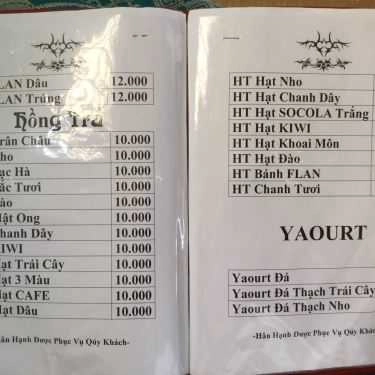 LAN Dâu 12.000
LAN Trứng 12.000
Hồng Trà
rân Châu 10.000
ho 10.000
ạc Hà 10.000
ắc Tươi 10.000
ào 10.000
ật Ong 10.000
hanh Dây 10.000
IWI 10.000
ạt Trái Cây 10.000
ạt 3 Màu 10.000
ạt CAFE 10.000
ạt Dâu 10.000
ân Hạnh Được Phục Vụ Qúy Khách-
HT Hạt Nho
HT Hạt Chanh Dây
HT Hạt SOCOLA Trắng
HT Hạt KIWI
HT Hạt Khoai Môn
HT Hạt Đào
HT Bánh FLAN
HT Chanh Tươi
YAOURT
Yaourt Đá
Yaourt Đá Thạch Trái Cây
Yaourt Đá Thạch Nho
-Hân Hạnh Được Phục Vụ Qúy Khách-